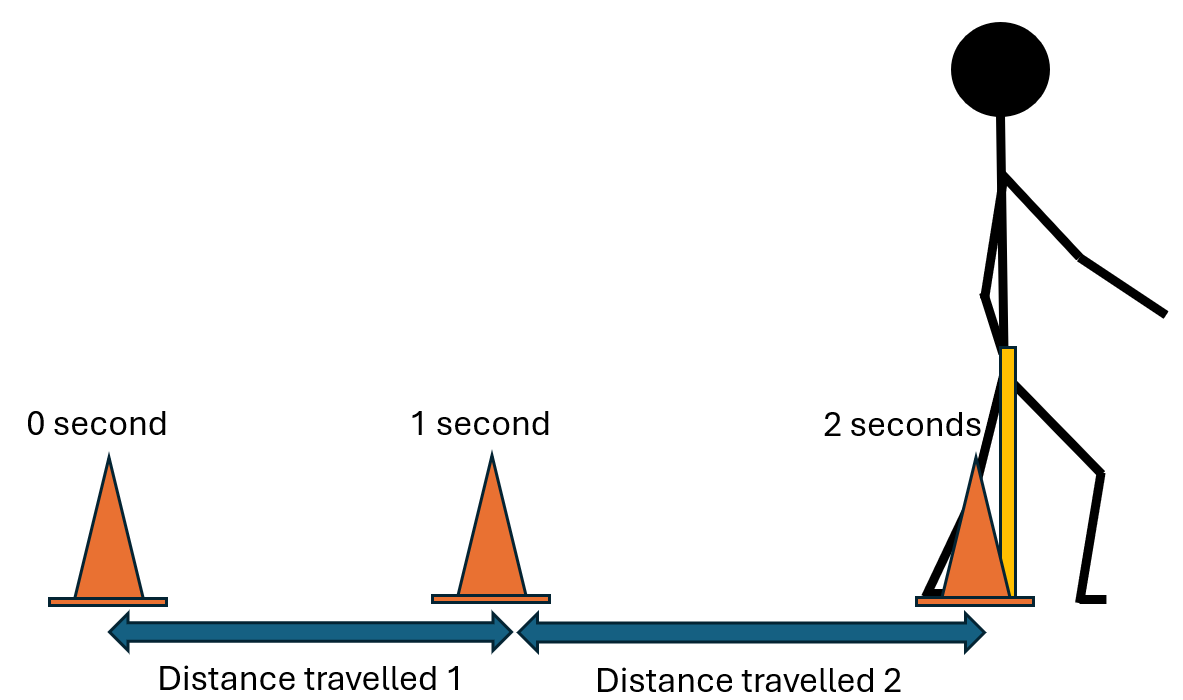 0 second
1 second
2 seconds
Distance travelled 1
Distance travelled 2